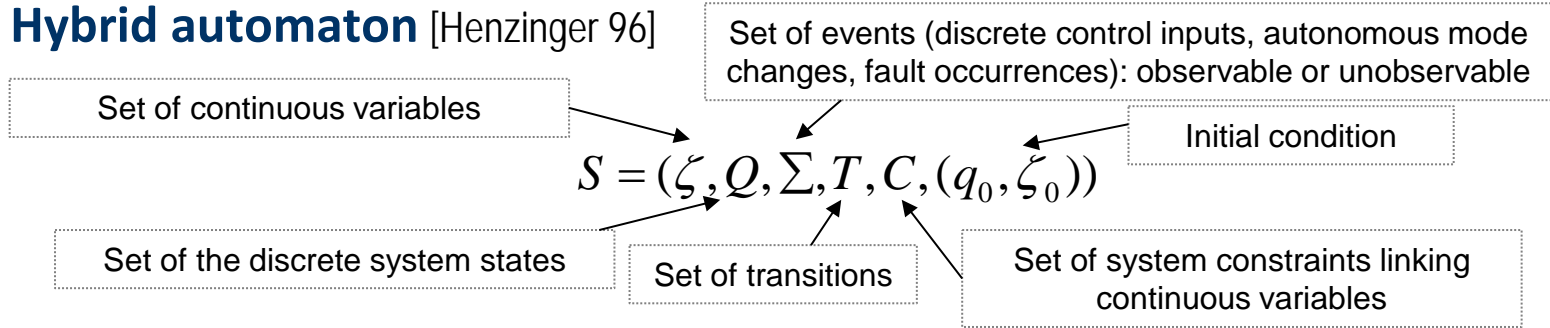 Hybrid automaton [Henzinger 96]
Set of events (discrete control inputs, autonomous mode
changes, fault occurrences): observable or unobservable
Set of continuous variables
Initial condition
S = (ζ, Q, Σ, T, C, (q₀, ζ₀))
Set of the discrete system states
Set of transitions
Set of system constraints linking
continuous variables